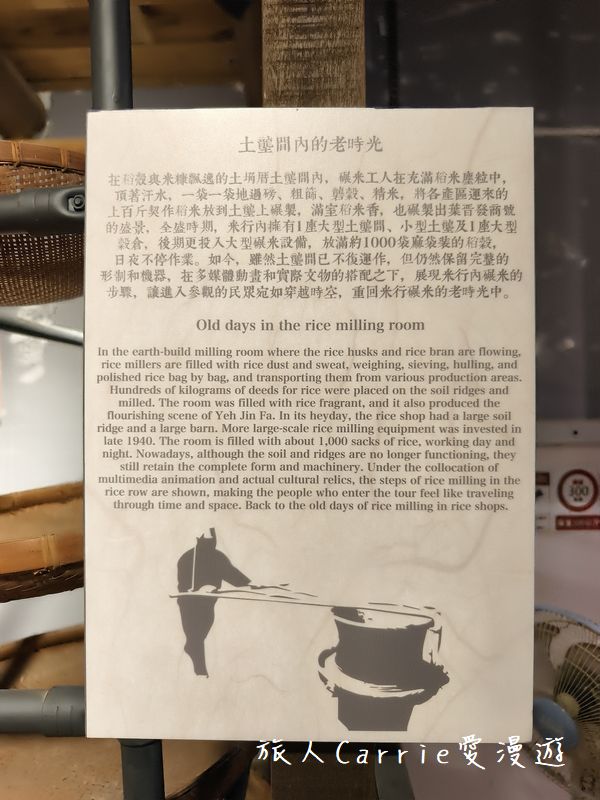 土壟間內的老時光
在稻殼與米糠飄逸的土埆厝土壟間內，碾米工人在充滿稻米塵粒中，
頂著汗水，一袋一袋地過磅、粗篩、礱穀、精米，將各產區運來的
上百斤契作稻米放到土壟上碾製，滿室稻米香，也碾製出葉晉發商號
的盛景，全盛時期，米行內擁有1座大型土壟間、小型土壟及1座大型
穀倉，後期更投入大型碾米設備，放滿約1000袋麻袋裝的稻穀，
日夜不停作業。如今，雖然土壟間已不復運作，但仍然保留完整的
形制和機器，在多媒體動畫和實際文物的搭配之下，展現米行內碾米的
步驟，讓進入參觀的民眾宛如穿越時空，重回米行碾米的老時光中。
Old days in the rice milling room
In the earth-build milling room where the rice husks and rice bran are flowing,
rice millers are filled with rice dust and sweat, weighing, sieving, hulling, and
polished rice bag by bag, and transporting them from various production areas.
Hundreds of kilograms of deeds for rice were placed on the soil ridges and
milled. The room was filled with rice fragrant, and it also produced the
flourishing scene of Yeh Jin Fa. In its heyday, the rice shop had a large soil
ridge and a large barn. More large-scale rice milling equipment was invested in
late 1940. The room is filled with about 1,000 sacks of rice, working day and
night. Nowadays, although the soil and ridges are no longer functioning, they
still retain the complete form and machinery. Under the collocation of
multimedia animation and actual cultural relics, the steps of rice milling in the
rice row are shown, making the people who enter the tour feel like traveling
through time and space. Back to the old days of rice milling in rice shops.
300
旅人Carrie愛漫遊